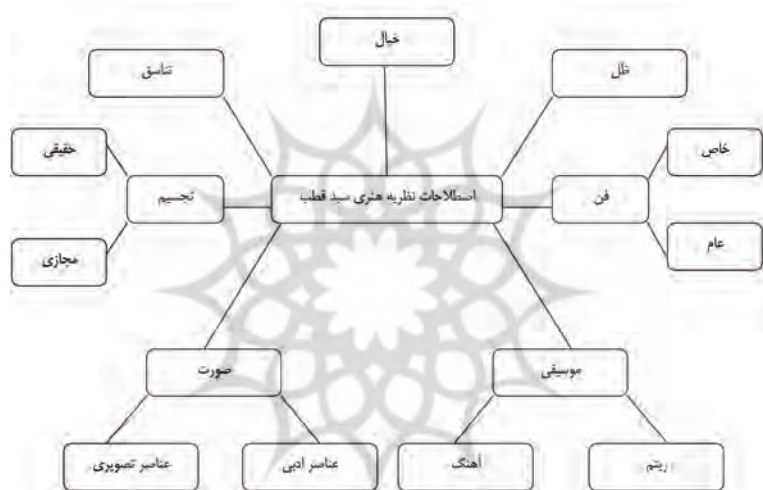 خیال
ظل
تناسق
خاص
حقیقی
فن
اصطلاحات نظریه هنری سید قطب
تجسیم
عام
مجازی
موسیقی
صورت
ریتم
آهنگ
عناصر ادبی
عناصر تصویری